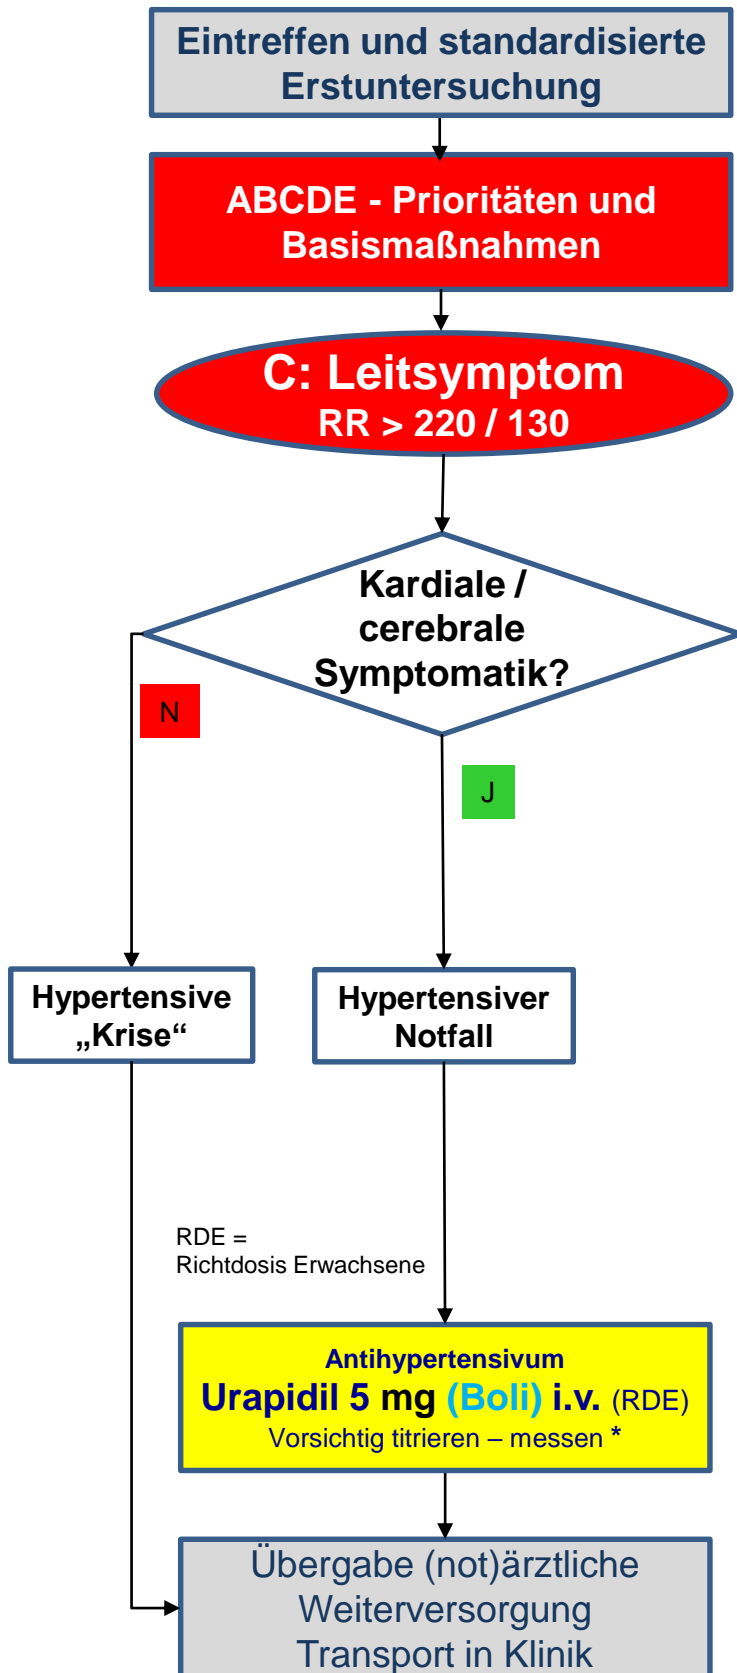 Eintreffen und standardisierte
Erstuntersuchung
ABCDE - Prioritäten und
Basismaßnahmen
C: Leitsymptom
RR > 220 / 130
Kardiale /
cerebrale
Symptomatik?
N
J
Hypertensive
„Krise“
Hypertensiver
Notfall
RDE =
Richtdosis Erwachsene
Antihypertensivum
Urapidil 5 mg (Boli) i.v. (RDE)
Vorsichtig titrieren – messen *
Übergabe (not)ärztliche
Weiterversorgung
Transport in Klinik